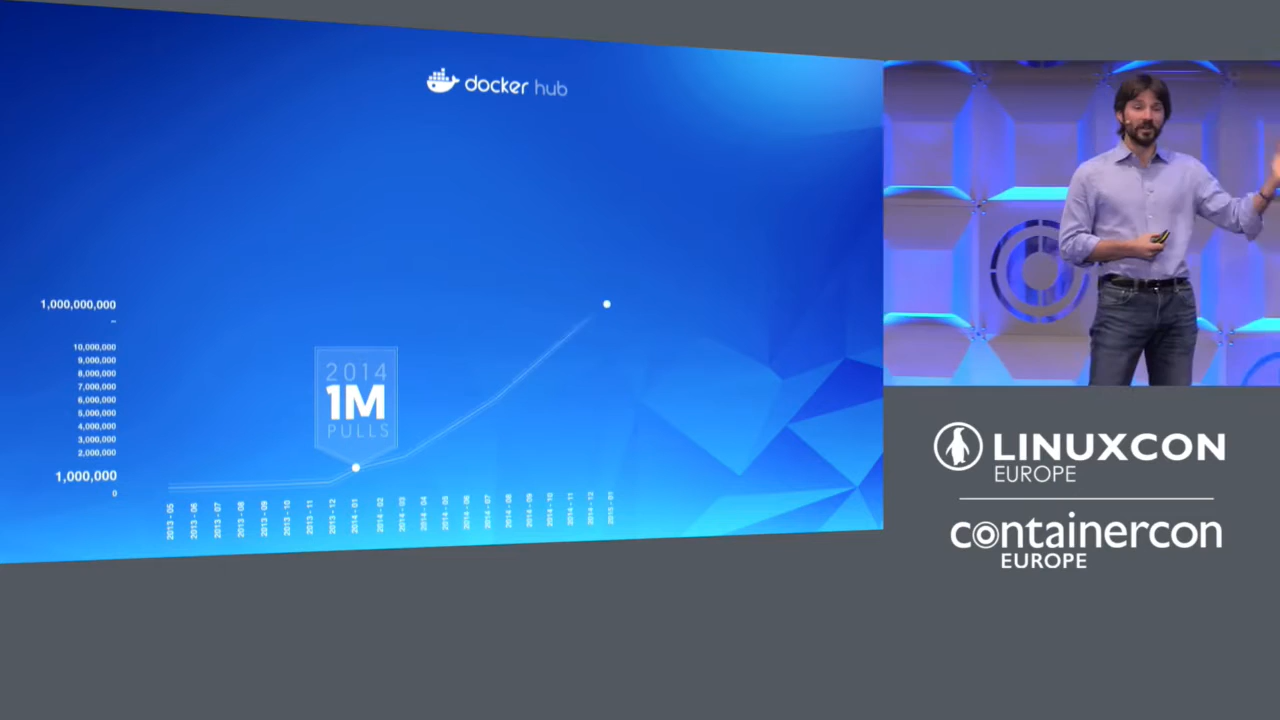 docker hub
1,000,000,000
–
10,000,000
9,000,000
8,000,000
7,000,000
6,000,000
5,000,000
4,000,000
3,000,000
2,000,000
1,000,000
0
2014
1M
PULLS
2013 - 05
2013 - 06
2013 - 07
2013 - 08
2013 - 09
2013 - 10
2013 - 11
2013 - 12
2014 - 01
2014 - 02
2014 - 03
2014 - 04
2014 - 05
2014 - 06
2014 - 07
2014 - 08
2014 - 09
2014 - 10
2014 - 11
2014 - 12
2015 - 01
LINUXCON
EUROPE
containercon
EUROPE